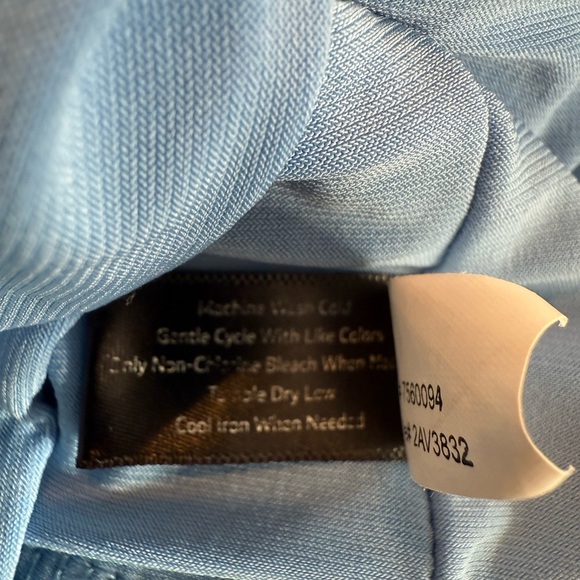 Machine Wash Cold
Gentle Cycle With Like Colors
Only Non-Chlorine Bleach When
Tumble Dry Low
Cool Iron When Needed
7560094
# 2AV3832